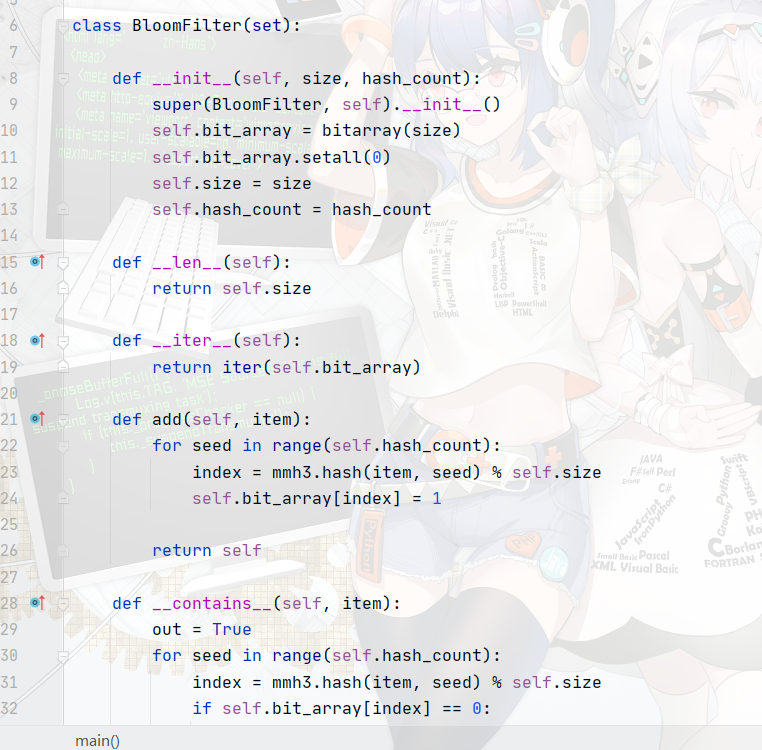 6 class BloomFilter(set):
7
8 def __init__(self, size, hash_count):
9 super(BloomFilter, self).__init__()
10 self.bit_array = bitarray(size)
11 self.bit_array.setall(0)
12 self.size = size
13 self.hash_count = hash_count
14
15 def __len__(self):
16 return self.size
17
18 def __iter__(self):
19 return iter(self.bit_array)
20
21 def add(self, item):
22 for seed in range(self.hash_count):
23 index = mmh3.hash(item, seed) % self.size
24 self.bit_array[index] = 1
25
26 return self
27
28 def __contains__(self, item):
29 out = True
30 for seed in range(self.hash_count):
31 index = mmh3.hash(item, seed) % self.size
32 if self.bit_array[index] == 0:
main()